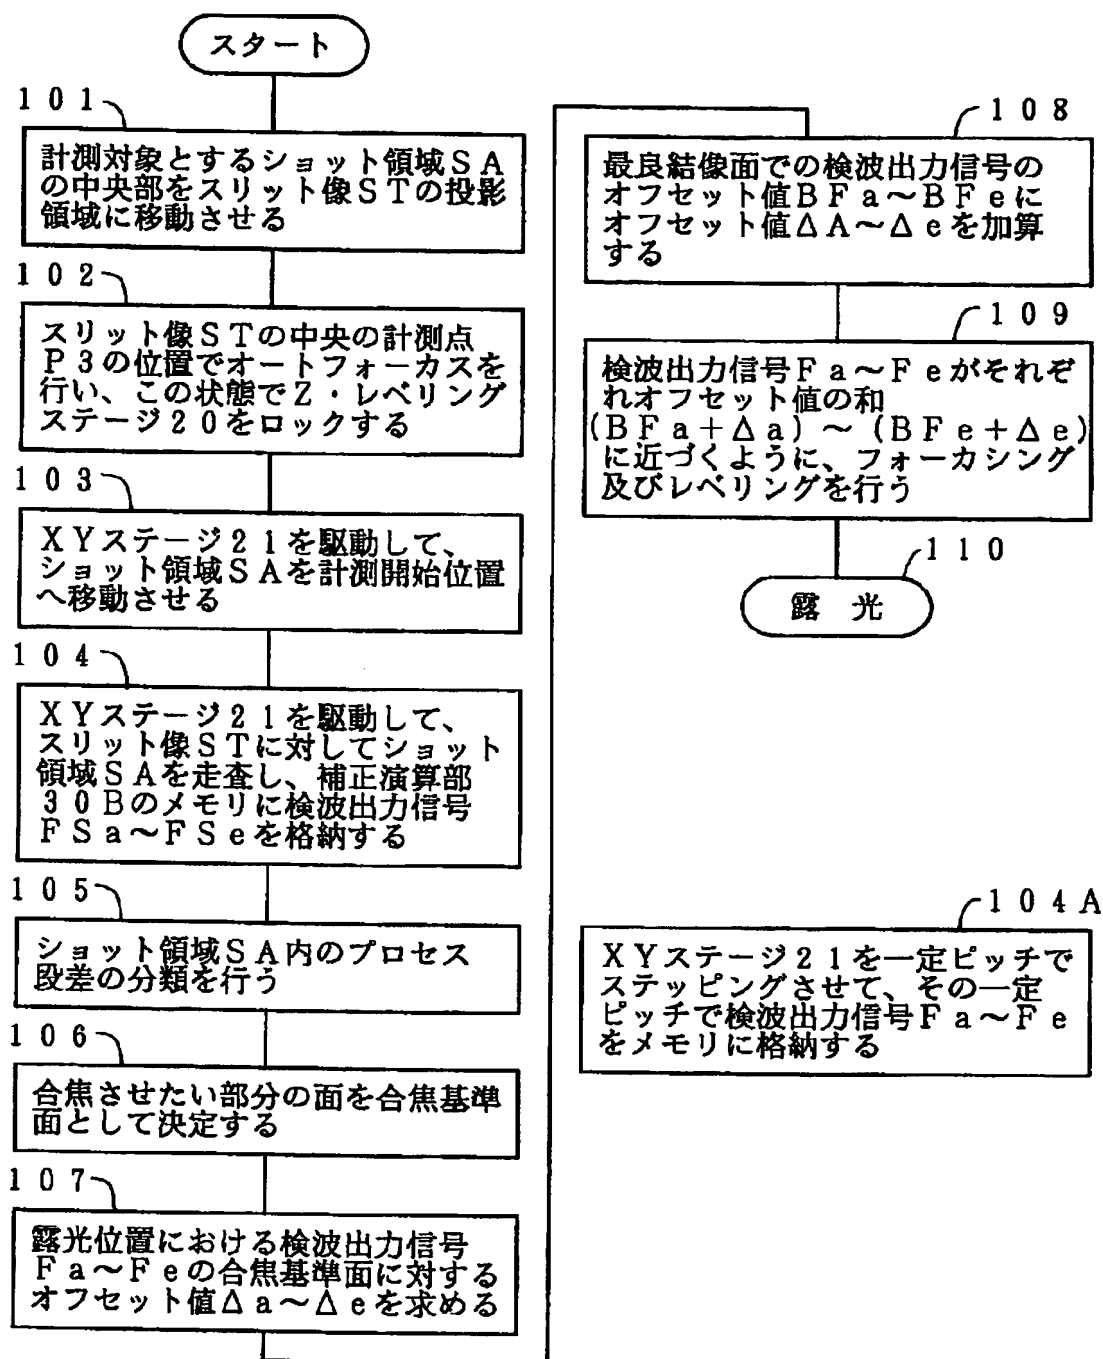 スタート
101
計測対象とするショット領域SA
の中央部をスリット像STの投影
領域に移動させる
102
スリット像STの中央の計測点
P3の位置でオートフォーカスを
行い、この状態でZ・レベリング
ステージ20をロックする
103
XYステージ21を駆動して、
ショット領域SAを計測開始位置
へ移動させる
104
XYステージ21を駆動して、
スリット像STに対してショット
領域SAを走査し、補正演算部
30Bのメモリに検波出力信号
FSa～FSeを格納する
105
ショット領域SA内のプロセス
段差の分類を行う
106
合焦させたい部分の面を合焦基準
面として決定する
107
露光位置における検波出力信号
Fa～Feの合焦基準面に対する
オフセット値Δa～Δeを求める
108
最良結像面での検波出力信号の
オフセット値BFa～BFeに
オフセット値ΔA～Δeを加算
する
109
検波出力信号Fa～Feがそれぞ
れオフセット値の和
(BFa+Δa)～(BFe+Δe)
に近づくように、フォーカシング
及びレベリングを行う
110
露 光
104A
XYステージ21を一定ピッチで
ステッピングさせて、その一定
ピッチで検波出力信号Fa～Fe
をメモリに格納する